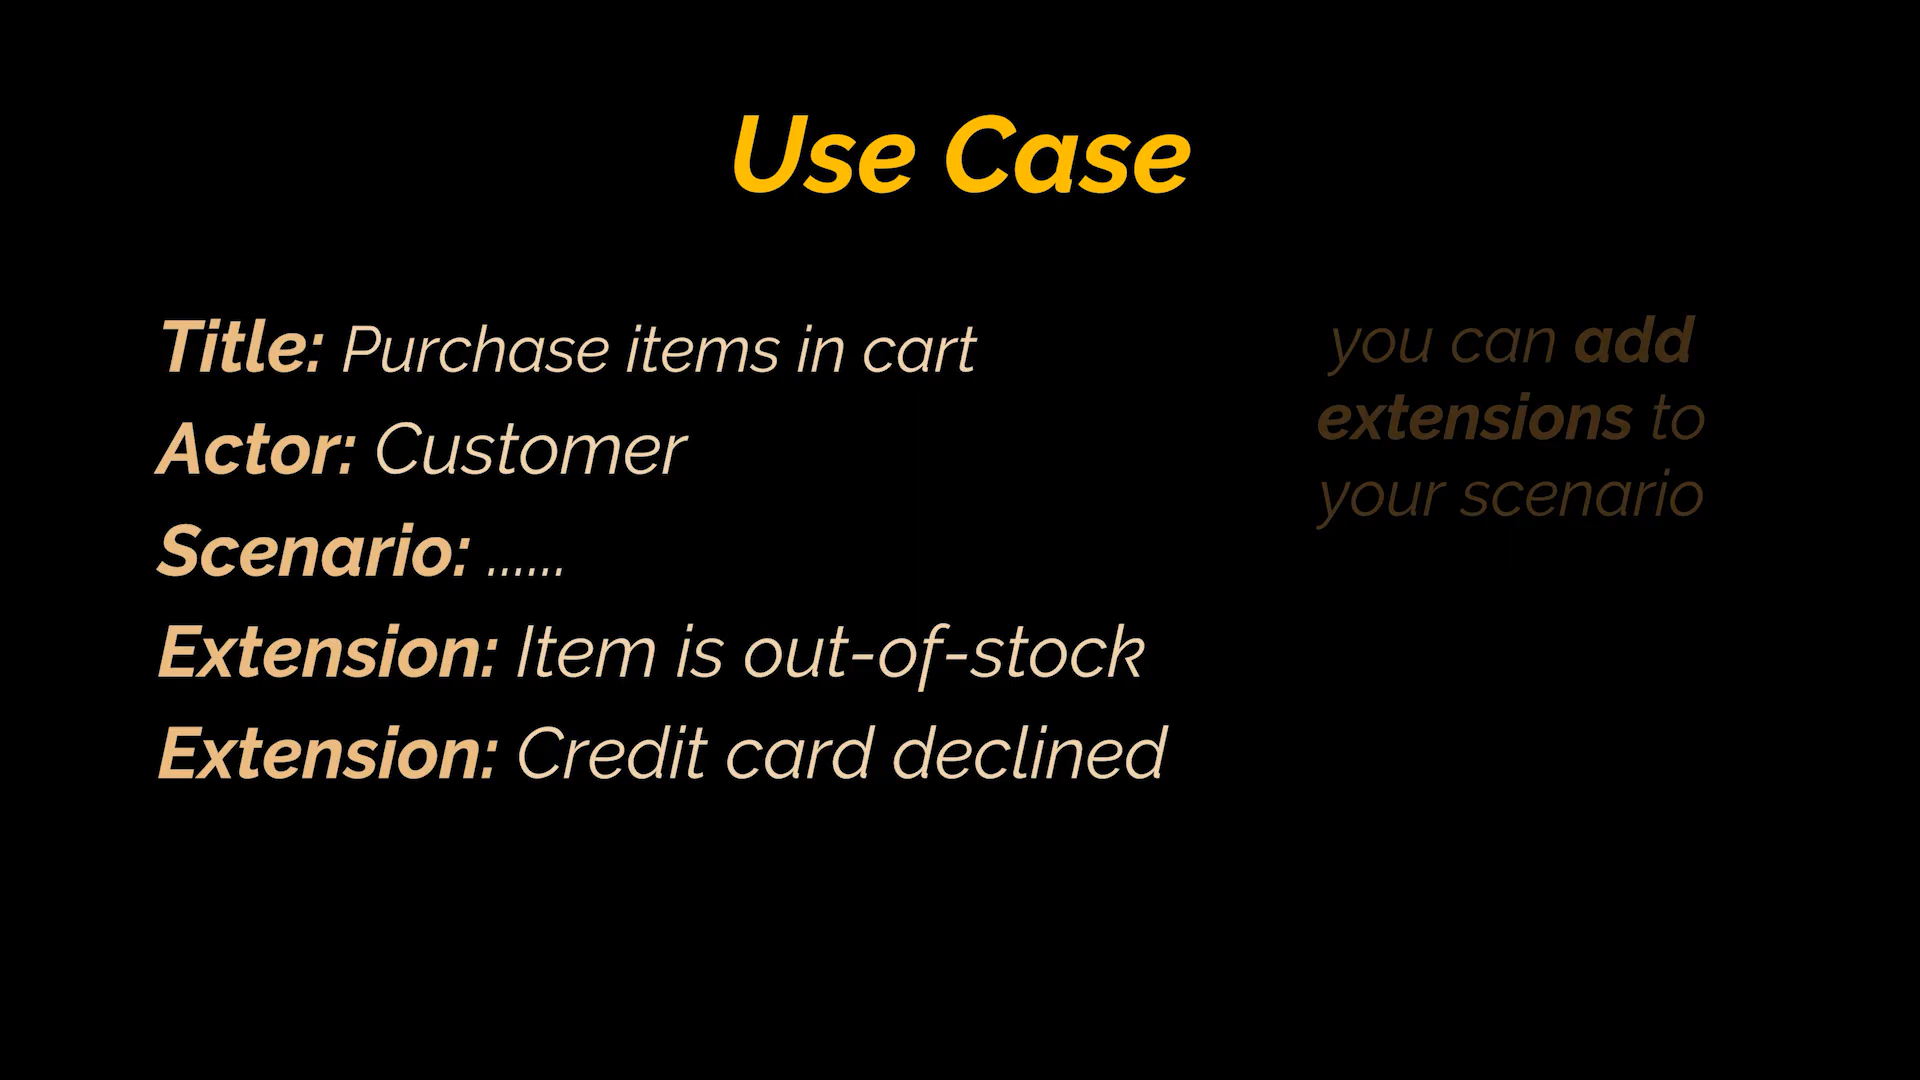 Use Case
Title: Purchase items in cart
Actor: Customer
Scenario: ......
Extension: Item is out-of-stock
Extension: Credit card declined
you can add
extensions to
your scenario